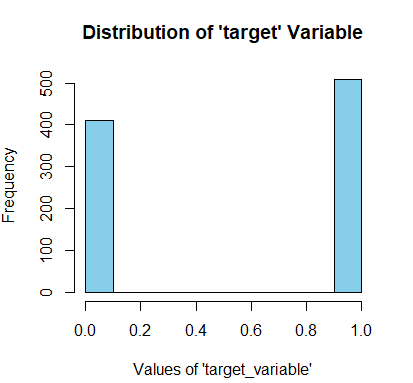 Distribution of 'target' Variable
Frequency
500
400
300
200
100
0
0.0 0.2 0.4 0.6 0.8 1.0
Values of 'target_variable'